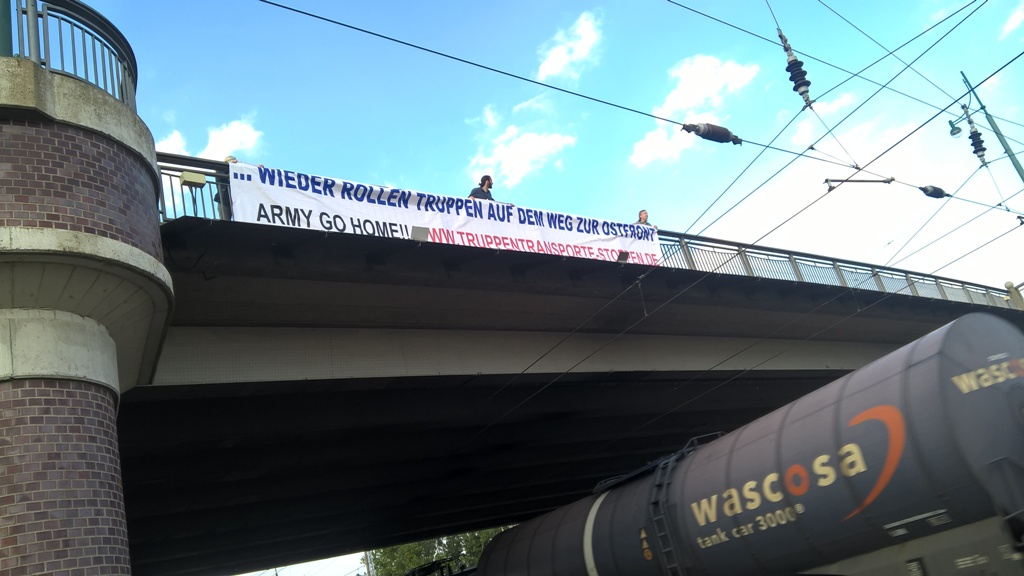 ... WIEDER ROLLEN TRUPPEN AUF DEM WEG ZUR OSTFRONT
ARMY GO HOME!! WW.TRUPPENTRANSPORTE-STOPPEN.DE
wascosa
tank car 3000®
wasc